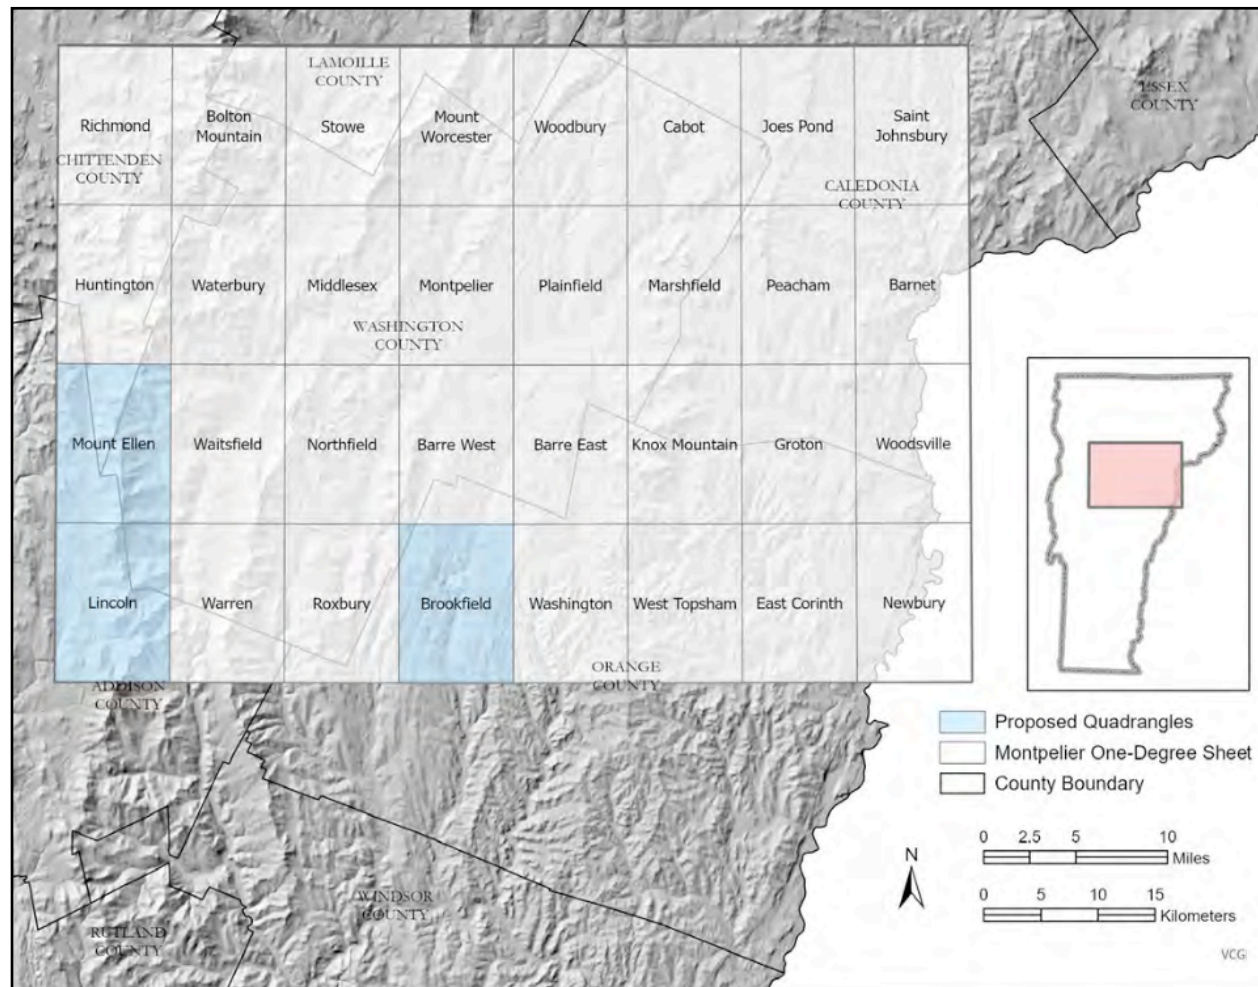 LAMOILLE
COUNTY
ESSEX
COUNTY
Richmond
Bolton
Mountain
Stowe
Mount
Worcester
Woodbury
Cabot
Joes Pond
Saint
Johnsbury
CHITTENDEN
COUNTY
CALEDONIA
COUNTY
Huntington
Waterbury
Middlesex
Montpelier
Plainfield
Marshfield
Peacham
Barnet
WASHINGTON
COUNTY
Mount Ellen
Waitsfield
Northfield
Barre West
Barre East
Knox Mountain
Groton
Woodsville
Lincoln
Warren
Roxbury
Brookfield
Washington
West Topsham
East Corinth
Newbury
ORANGE
COUNTY
ADDISON
COUNTY
WINDSOR
COUNTY
RUTLAND
COUNTY
Proposed Quadrangles
Montpelier One-Degree Sheet
County Boundary
N
0 2.5 5 10
Miles
0 5 10 15
Kilometers
VCG